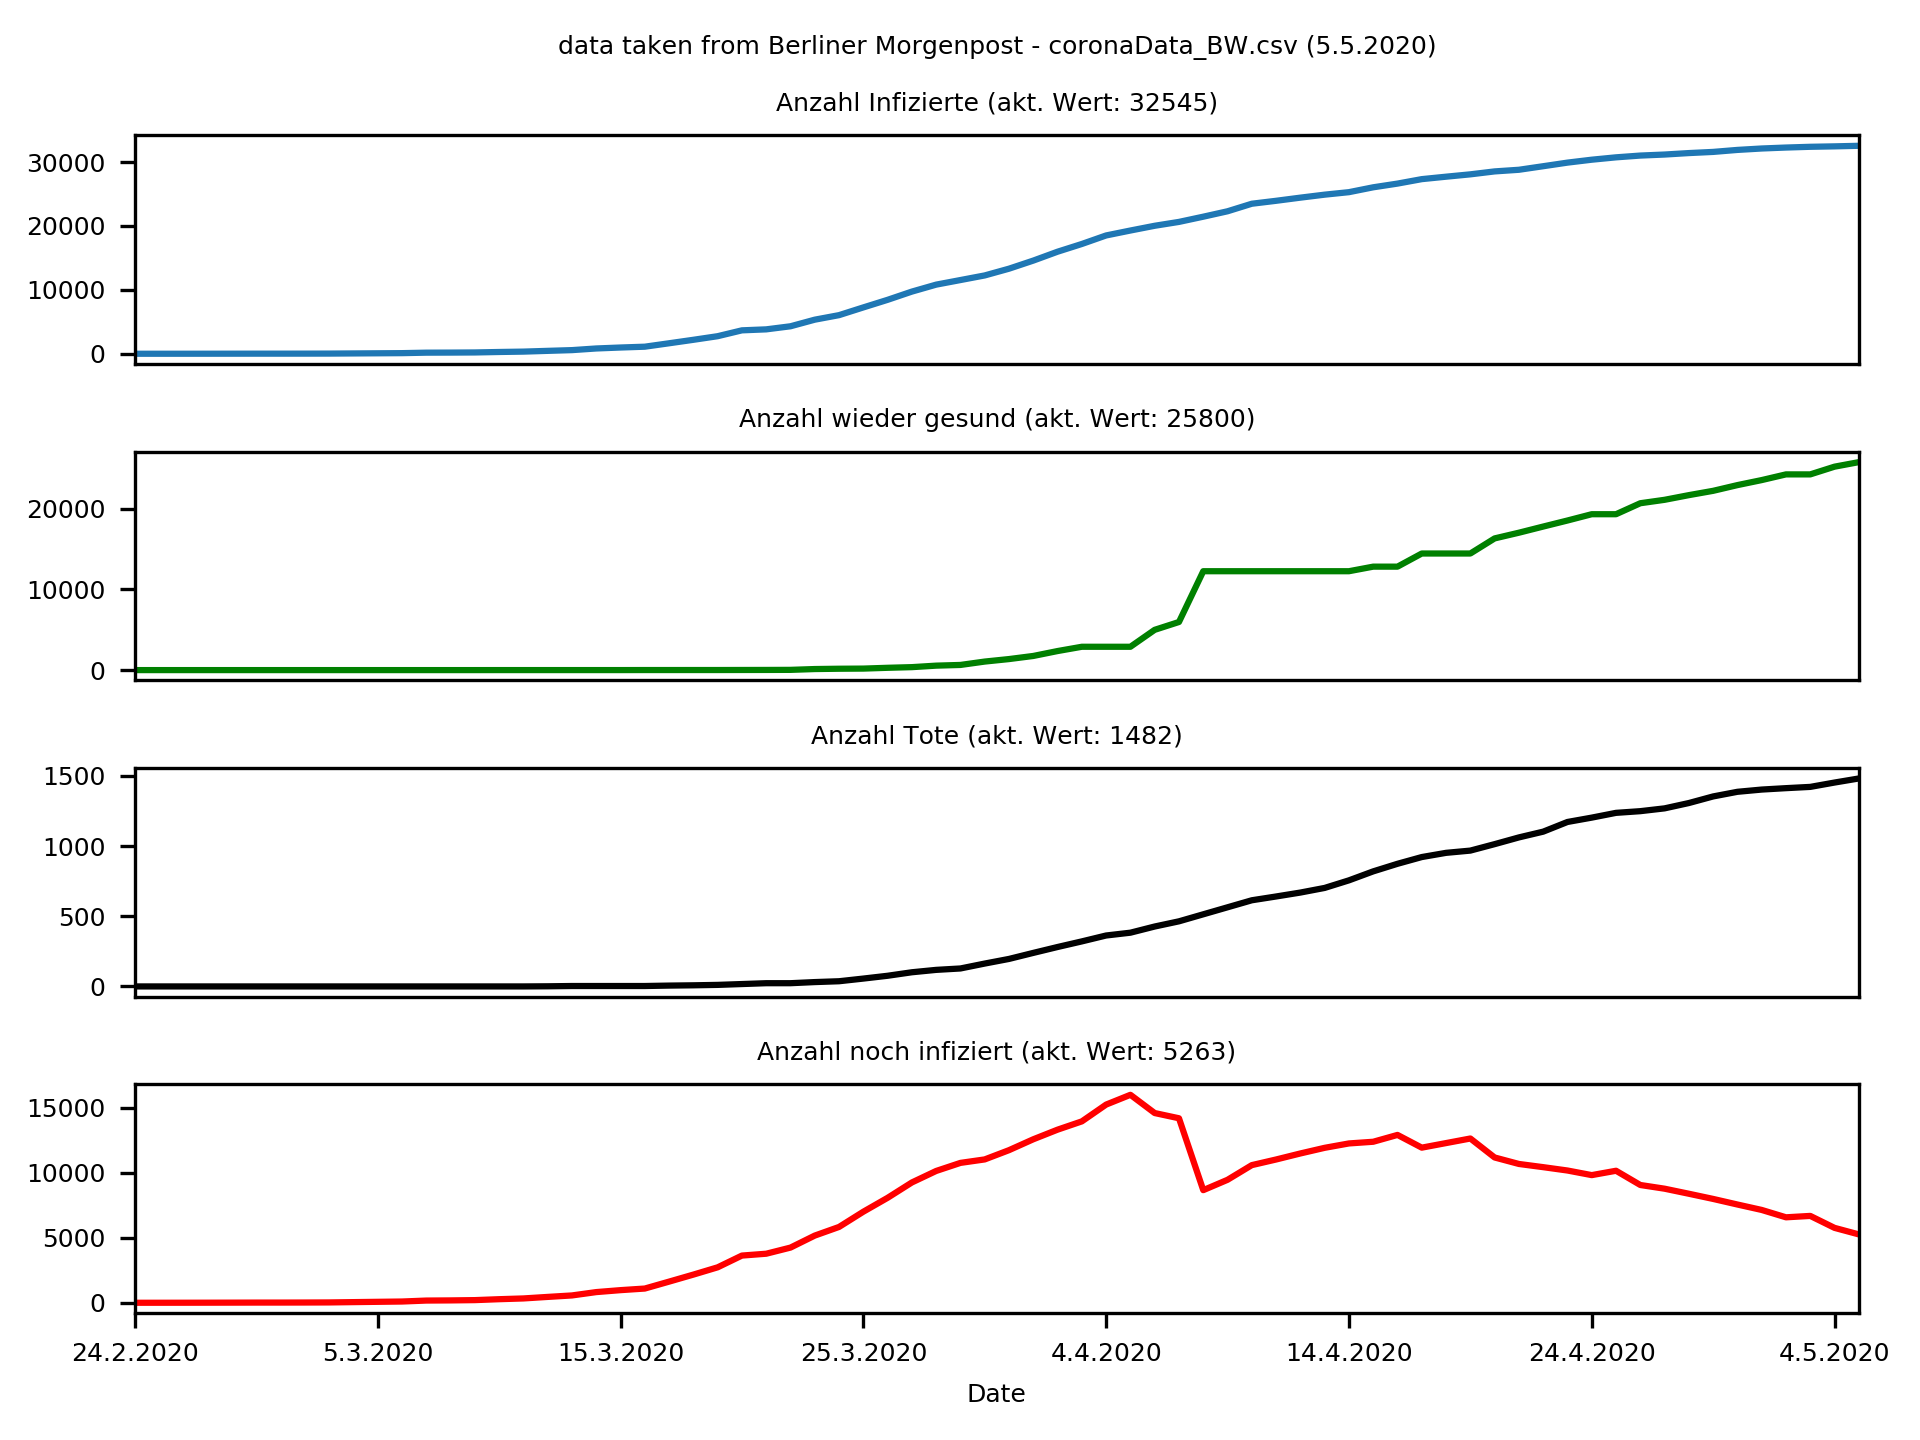 data taken from Berliner Morgenpost - coronaData_BW.csv (5.5.2020)
Anzahl Infizierte (akt. Wert: 32545)
30000
20000
10000
0
Anzahl wieder gesund (akt. Wert: 25800)
20000
10000
0
Anzahl Tote (akt. Wert: 1482)
1500
1000
500
0
Anzahl noch infiziert (akt. Wert: 5263)
15000
10000
5000
0
24.2.2020 5.3.2020 15.3.2020 25.3.2020 4.4.2020 14.4.2020 24.4.2020 4.5.2020
Date